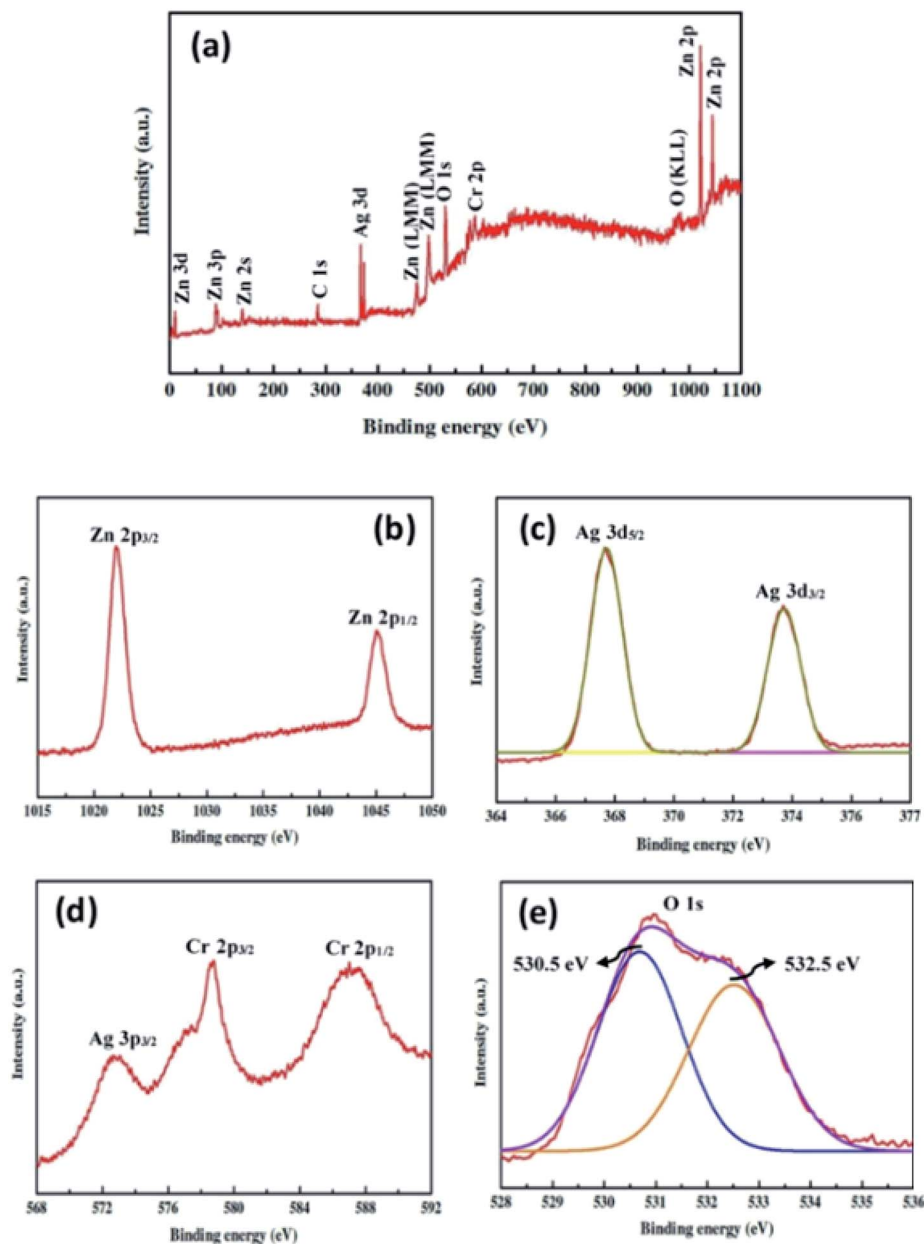 (a)
Intensity (a.u.)
Zn 3d
Zn 3p
Zn 2s
C 1s
Ag 3d
Zn (LMM)
Zn (LMM)
O 1s
Cr 2p
O (KLL)
Zn 2p
Zn 2p
0 100 200 300 400 500 600 700 800 900 1000 1100
Binding energy (eV)
(b)
Intensity (a.u.)
Zn 2p3/2
Zn 2p1/2
1015 1020 1025 1030 1035 1040 1045 1050
Binding energy (eV)
(c)
Intensity (a.u.)
Ag 3d5/2
Ag 3d3/2
364 366 368 370 372 374 376 377
Binding energy (eV)
(d)
Intensity (a.u.)
Ag 3p3/2
Cr 2p3/2
Cr 2p1/2
568 572 576 580 584 588 592
Binding energy (eV)
(e)
Intensity (a.u.)
O 1s
530.5 eV
532.5 eV
528 529 530 531 532 533 534 535 536
Binding energy (eV)